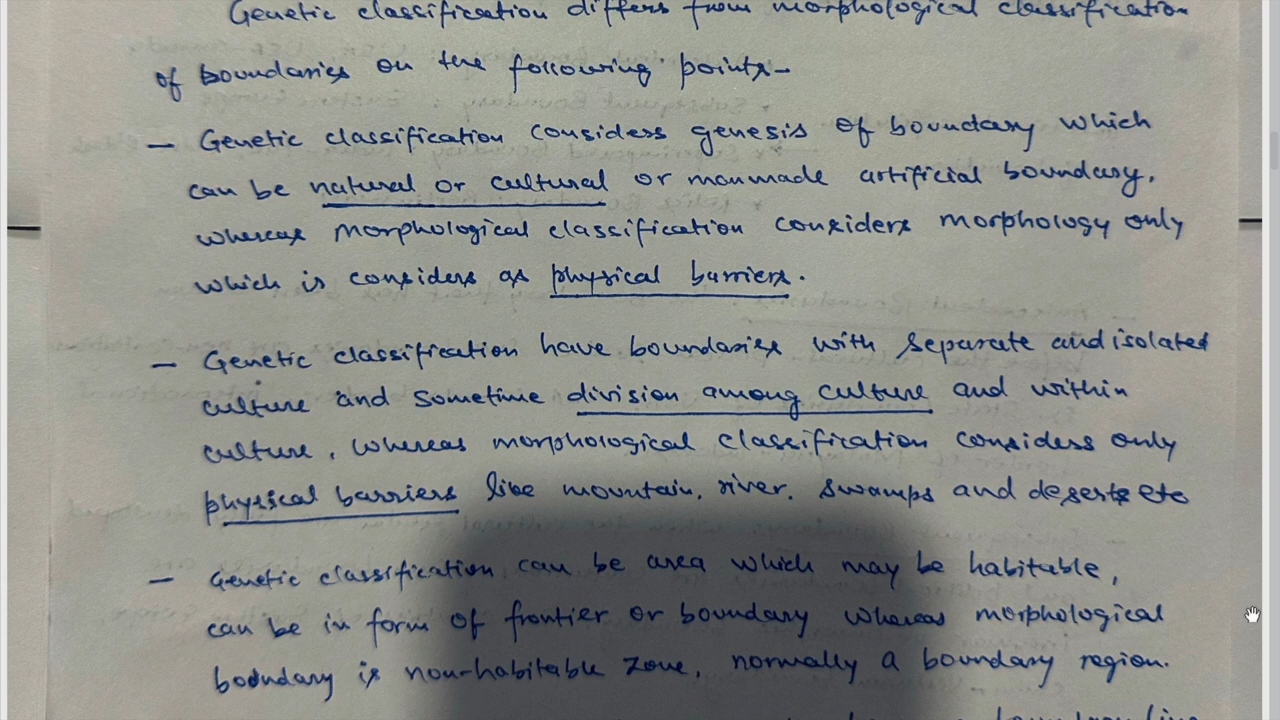 Genetic classification differs from morphological classification
of boundaries on the following points-
- Genetic classification considers genesis of boundary which
can be natural or cultural or manmade artificial boundary,
whereas morphological classification considers morphology only
which is considers as physical barriers.
- Genetic classification have boundaries with separate and isolated
culture and sometime division among culture and within
culture, whereas morphological classification considers only
physical barriers like mountain, river, swamps and deserts etc
- Genetic classification can be area which may be habitable,
can be in form of frontier or boundary whereas morphological
boundary is non-habitable zone, normally a boundary region.